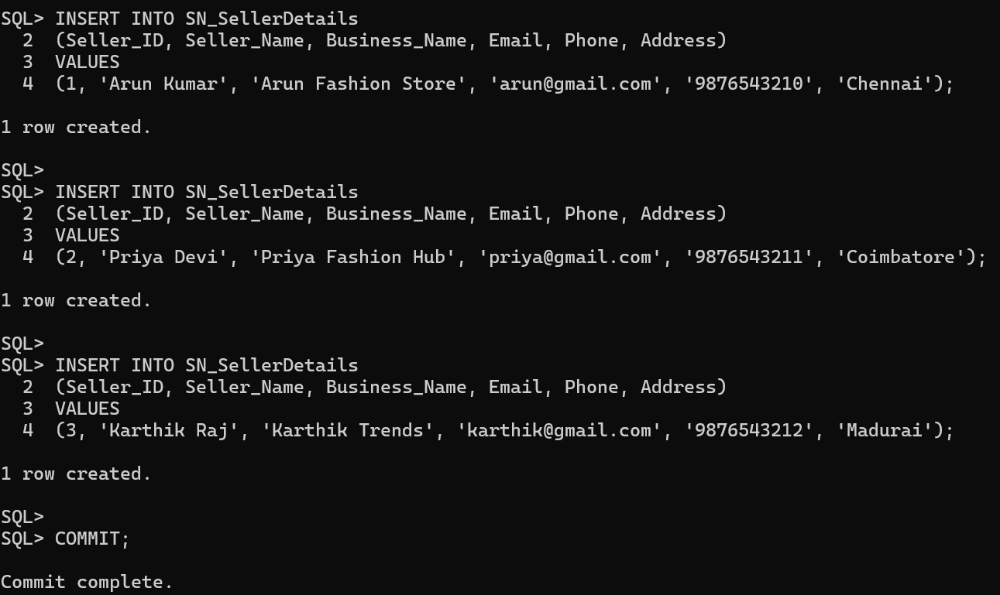 SQL> INSERT INTO SN_SellerDetails
  2  (Seller_ID, Seller_Name, Business_Name, Email, Phone, Address)
  3  VALUES
  4  (1, 'Arun Kumar', 'Arun Fashion Store', 'arun@gmail.com', '9876543210', 'Chennai');
1 row created.
SQL>
SQL> INSERT INTO SN_SellerDetails
  2  (Seller_ID, Seller_Name, Business_Name, Email, Phone, Address)
  3  VALUES
  4  (2, 'Priya Devi', 'Priya Fashion Hub', 'priya@gmail.com', '9876543211', 'Coimbatore');
1 row created.
SQL>
SQL> INSERT INTO SN_SellerDetails
  2  (Seller_ID, Seller_Name, Business_Name, Email, Phone, Address)
  3  VALUES
  4  (3, 'Karthik Raj', 'Karthik Trends', 'karthik@gmail.com', '9876543212', 'Madurai');
1 row created.
SQL>
SQL> COMMIT;
Commit complete.